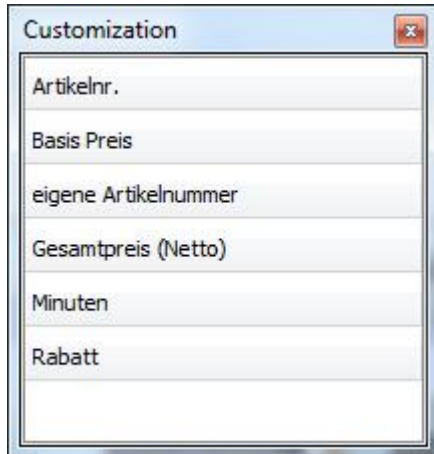 Customization
Artikelnr.
Basis Preis
eigene Artikelnummer
Gesamtpreis (Netto)
Minuten
Rabatt